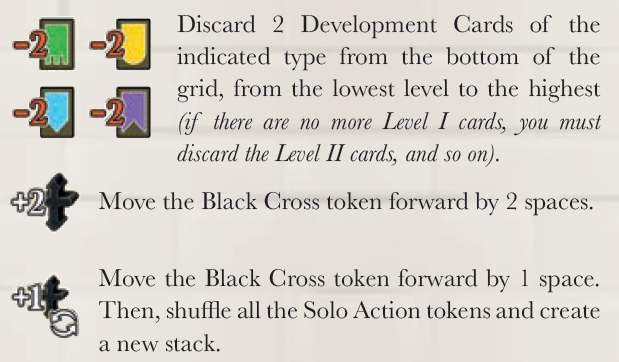 -2 -2
-2 -2
Discard 2 Development Cards of the
indicated type from the bottom of the
grid, from the lowest level to the highest
(if there are no more Level I cards, you must
discard the Level II cards, and so on).
+2
Move the Black Cross token forward by 2 spaces.
+1
Move the Black Cross token forward by 1 space.
Then, shuffle all the Solo Action tokens and create
a new stack.